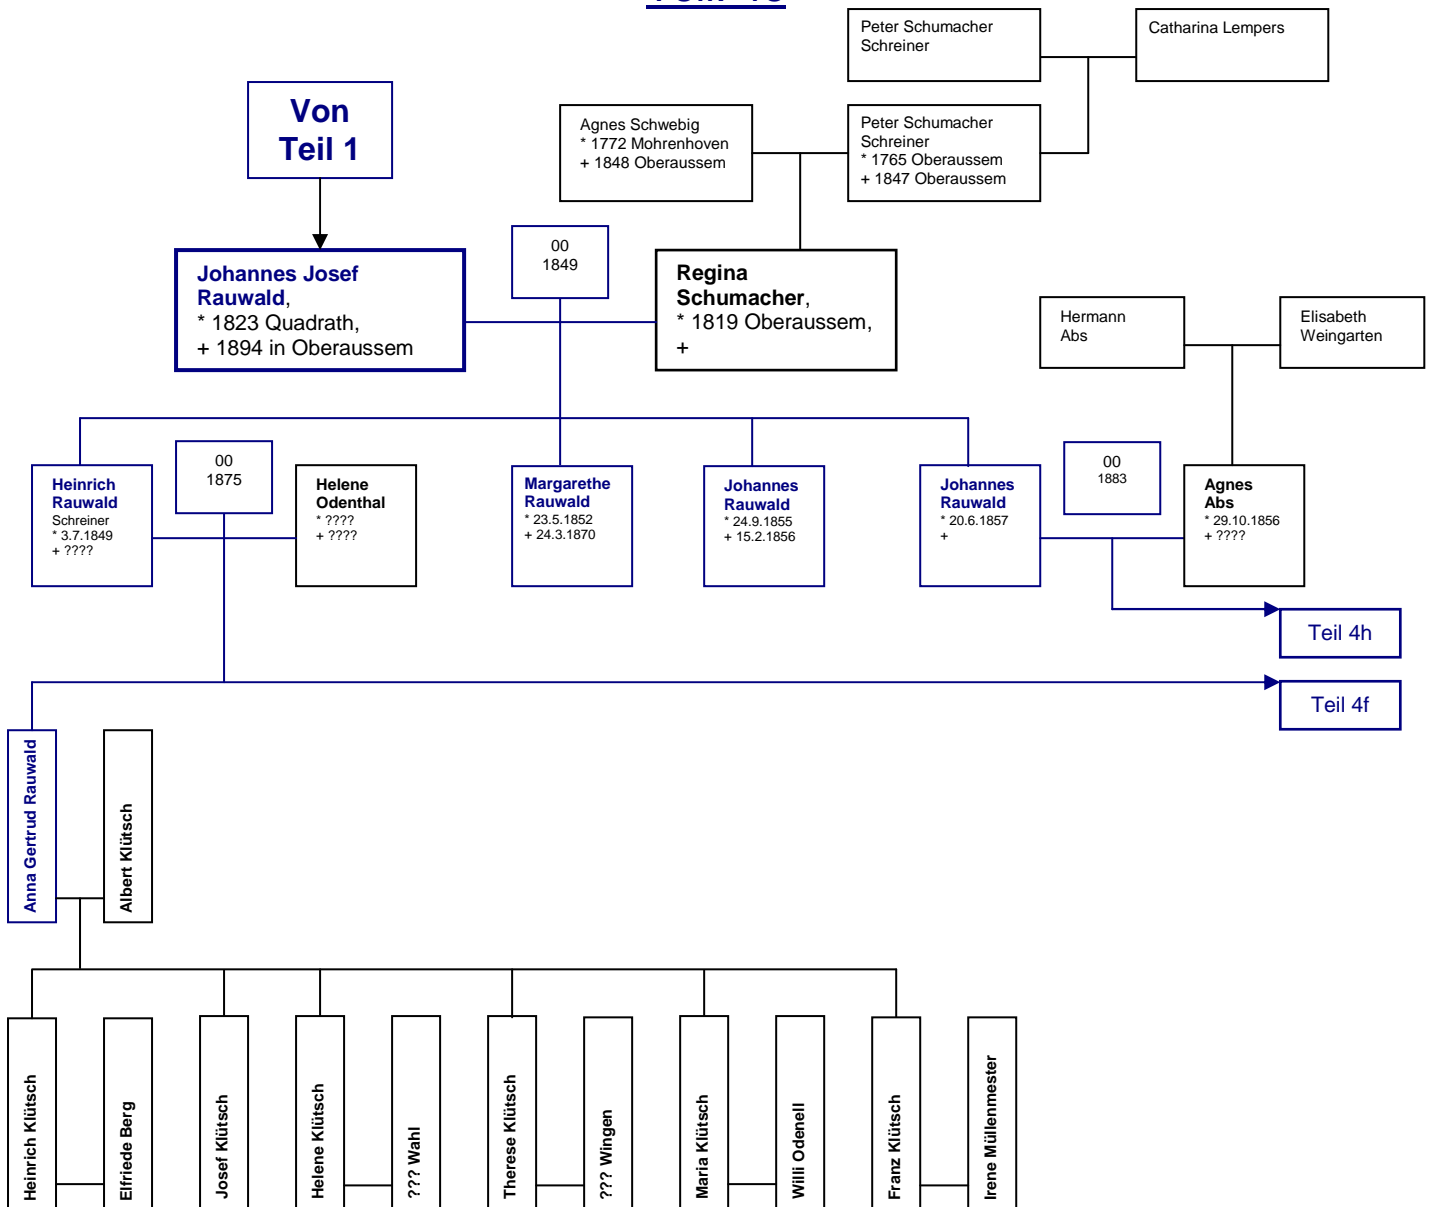 Peter Schumacher
Schreiner
Catharina Lempers
Von
Teil 1
Agnes Schwebig
* 1772 Mohrenhoven
+ 1848 Oberaussem
Peter Schumacher
Schreiner
* 1765 Oberaussem
+ 1847 Oberaussem
Johannes Josef
Rauwald,
* 1823 Quadrath,
+ 1894 in Oberaussem
00
1849
Regina
Schumacher,
* 1819 Oberaussem,
+
Hermann
Abs
Elisabeth
Weingarten
Heinrich
Rauwald
Schreiner
* 3.7.1849
+ ????
00
1875
Helene
Odenthal
* ????
+ ????
Margarethe
Rauwald
* 23.5.1852
+ 24.3.1870
Johannes
Rauwald
* 24.9.1855
+ 15.2.1856
Johannes
Rauwald
* 20.6.1857
+
00
1883
Agnes
Abs
* 29.10.1856
+ ????
Teil 4h
Teil 4f
Anna Gertrud Rauwald
Albert Klütsch
Heinrich Klütsch
Elfriede Berg
Josef Klütsch
Helene Klütsch
??? Wahl
Therese Klütsch
??? Wingen
Maria Klütsch
Willi Odenell
Franz Klütsch
Irene Müllenmester